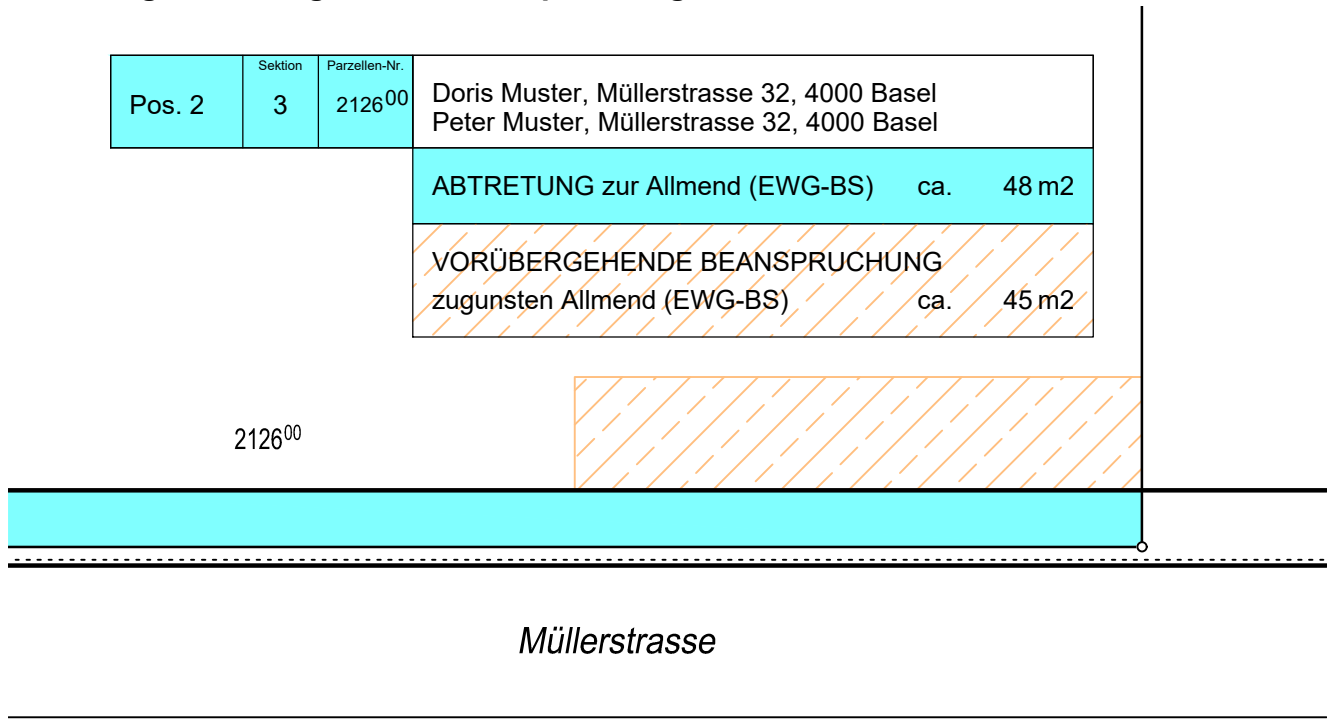 Sektion
Parzellen-Nr.
Pos. 2
3
2126⁰⁰
Doris Muster, Müllerstrasse 32, 4000 Basel
Peter Muster, Müllerstrasse 32, 4000 Basel
ABTRETUNG zur Allmend (EWG-BS) ca. 48 m2
VORÜBERGEHENDE BEANSPRUCHUNG
zugunsten Allmend (EWG-BS) ca. 45 m2
2126⁰⁰
Müllerstrasse